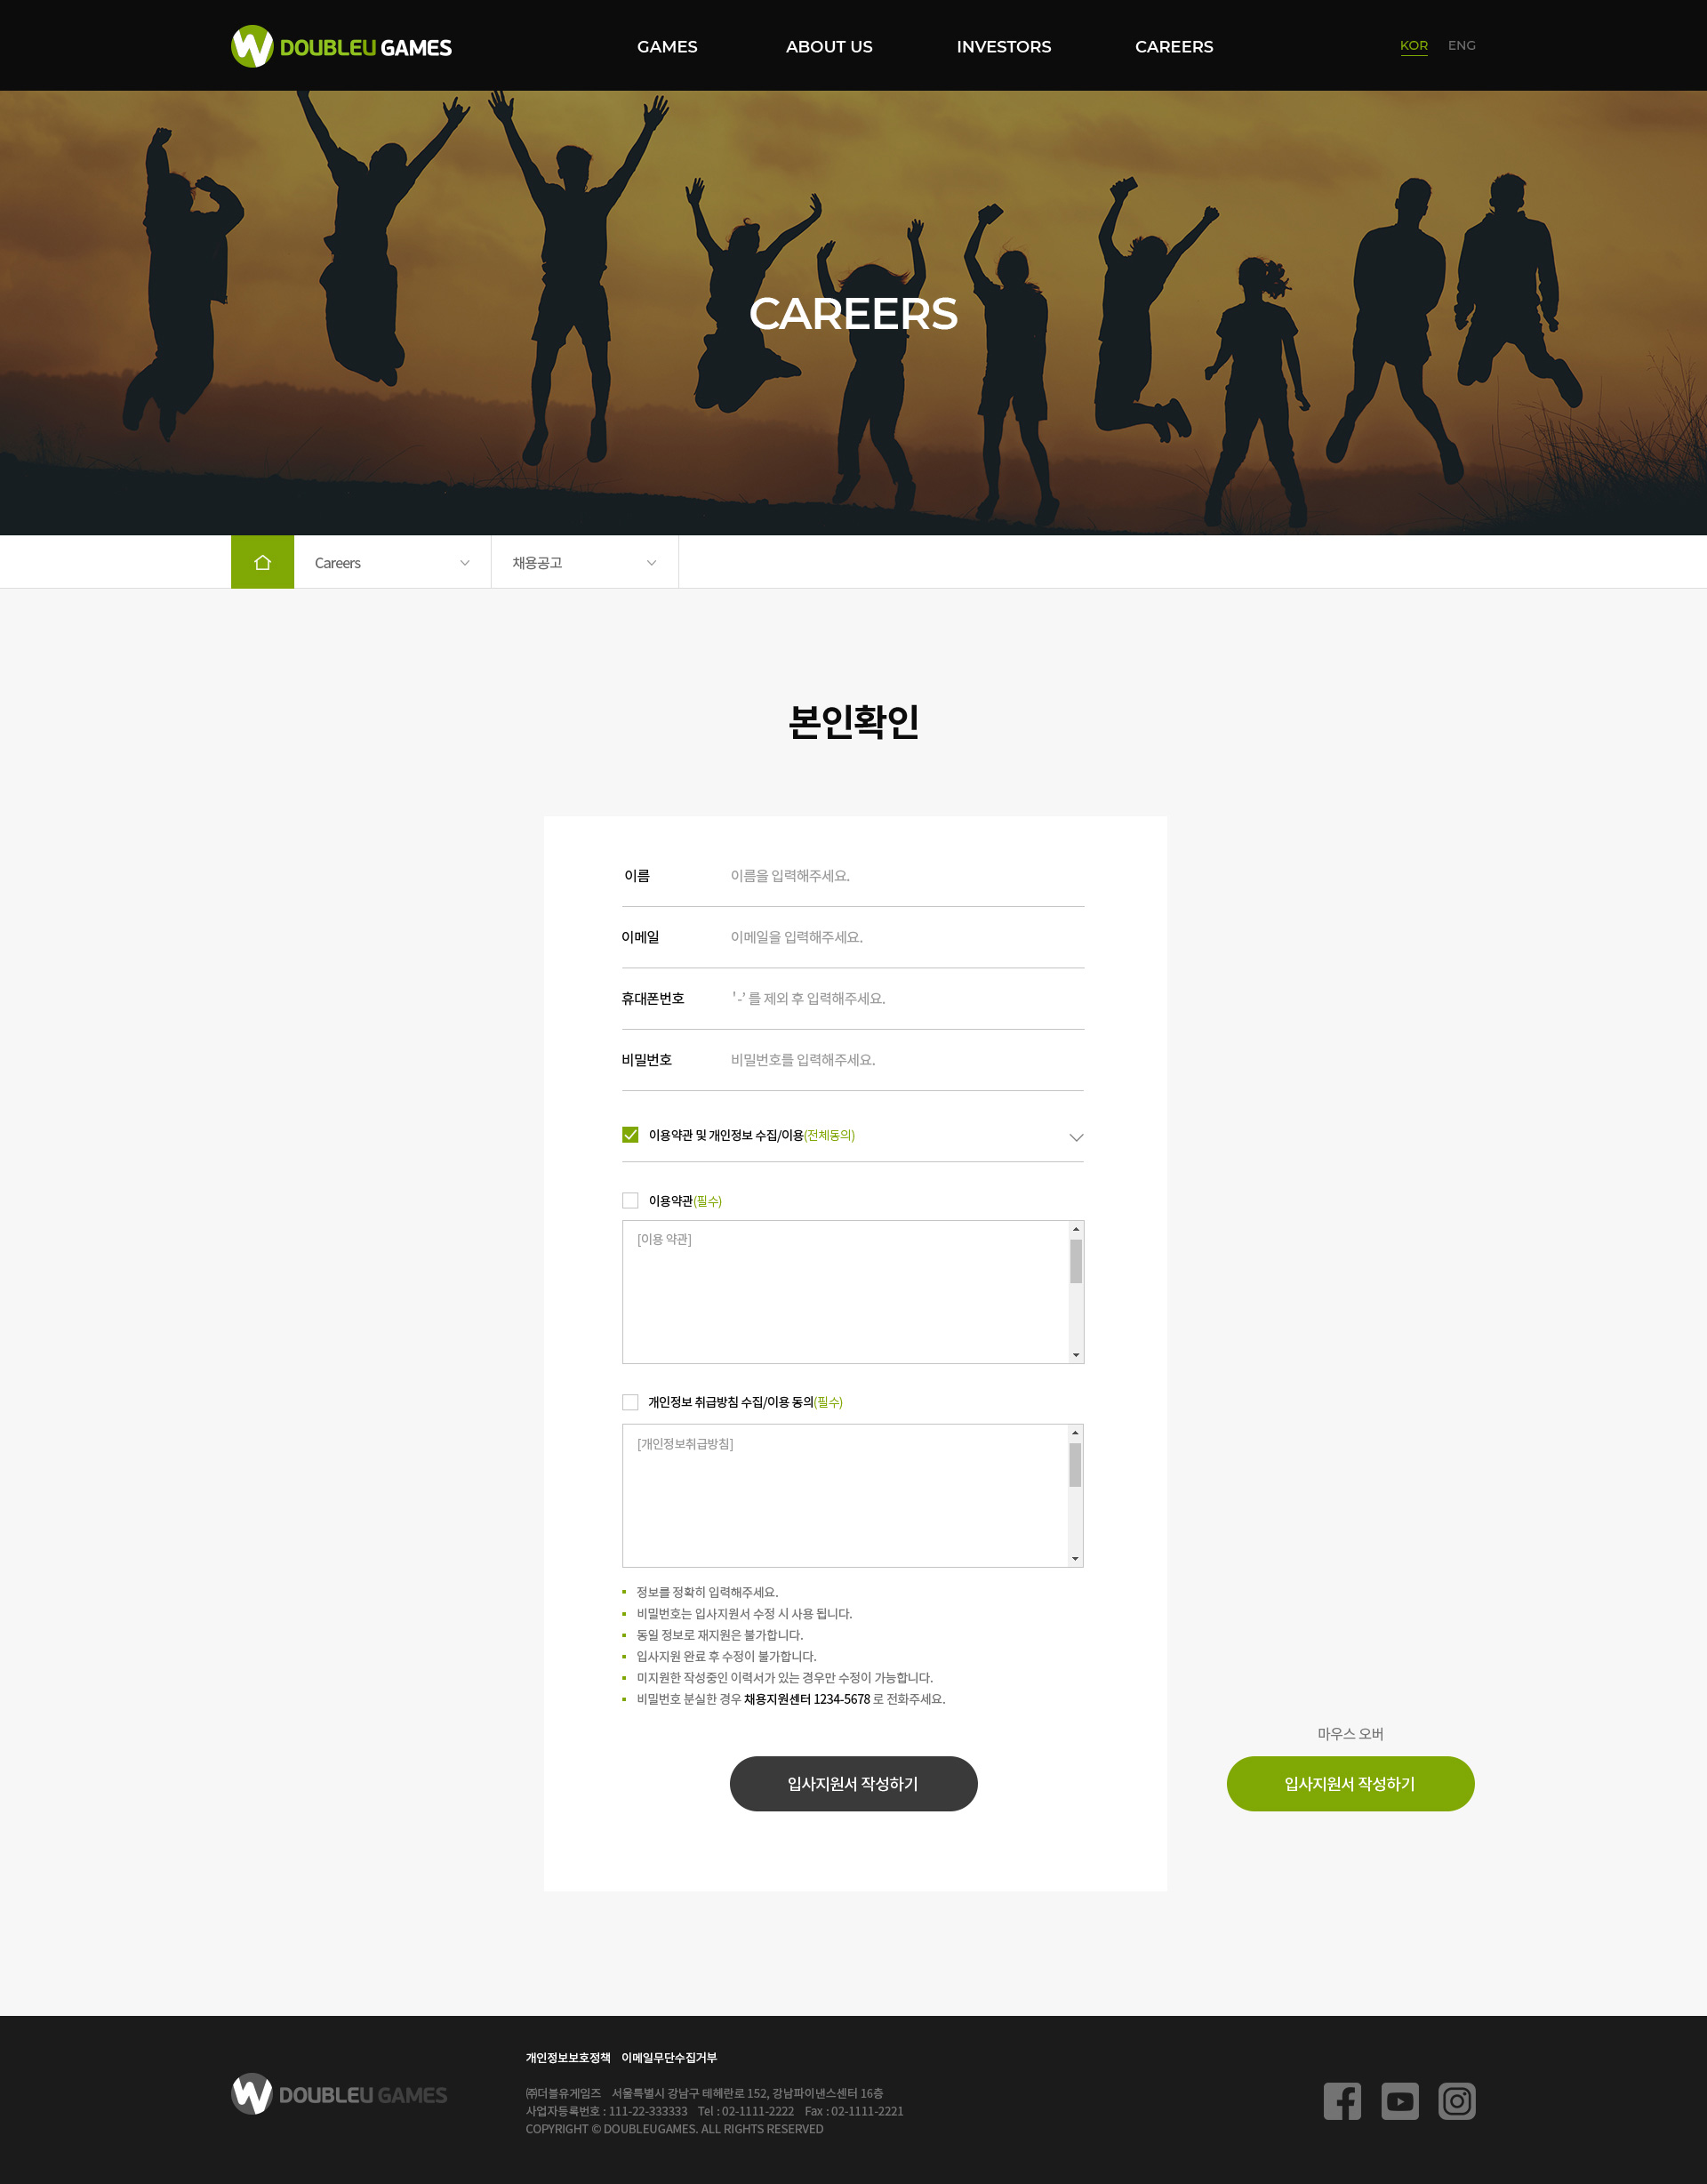 W DOUBLEU GAMES
GAMES ABOUT US INVESTORS CAREERS
KOR ENG
CAREERS
Careers 채용공고
본인확인
이름 이름을 입력해주세요.
이메일 이메일을 입력해주세요.
휴대폰번호 '-’ 를 제외 후 입력해주세요.
비밀번호 비밀번호를 입력해주세요.
이용약관 및 개인정보 수집/이용(전체동의)
이용약관(필수)
[이용 약관]
개인정보 취급방침 수집/이용 동의(필수)
[개인정보취급방침]
정보를 정확히 입력해주세요.
비밀번호는 입사지원서 수정 시 사용 됩니다.
동일 정보로 재지원은 불가합니다.
입사지원 완료 후 수정이 불가합니다.
미지원한 작성중인 이력서가 있는 경우만 수정이 가능합니다.
비밀번호 분실한 경우 채용지원센터 1234-5678 로 전화주세요.
마우스 오버
입사지원서 작성하기
입사지원서 작성하기
개인정보보호정책 이메일무단수집거부
W DOUBLEU GAMES
㈜더블유게임즈 서울특별시 강남구 테헤란로 152, 강남파이낸스센터 16층
사업자등록번호 : 111-22-333333 Tel : 02-1111-2222 Fax : 02-1111-2221
COPYRIGHT © DOUBLEUGAMES. ALL RIGHTS RESERVED